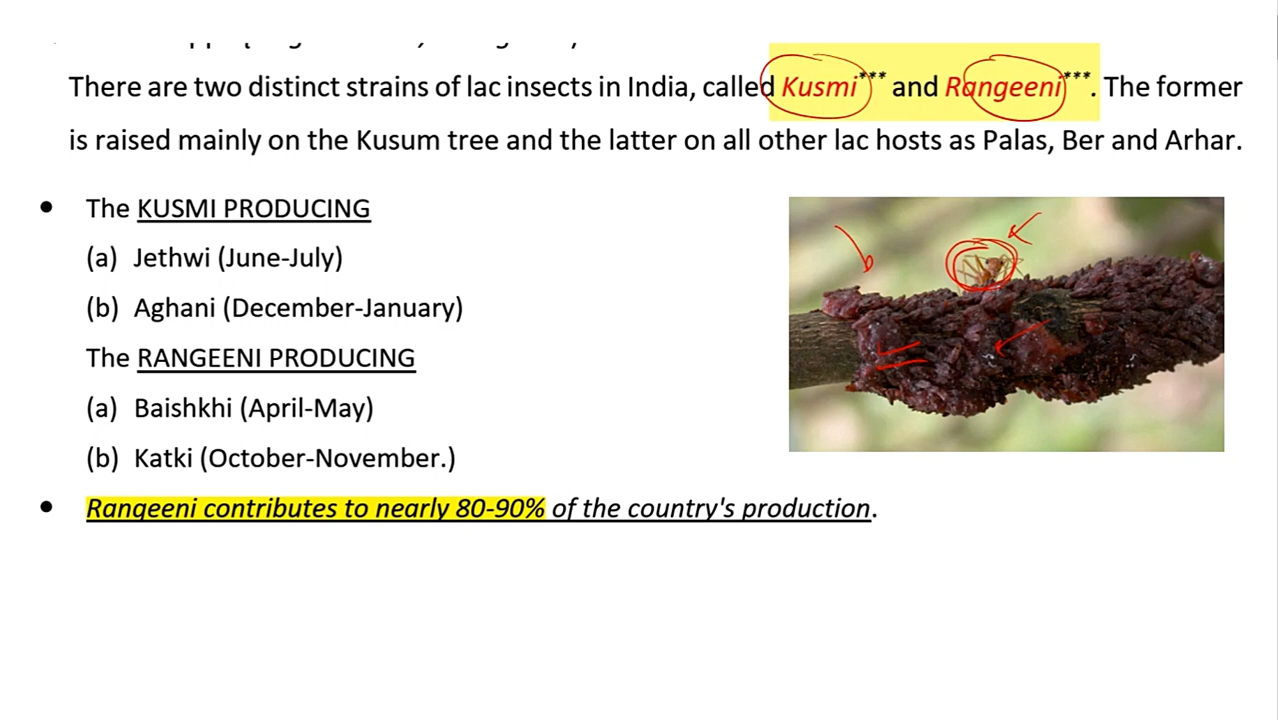 There are two distinct strains of lac insects in India, called Kusmi*** and Rangeeni***. The former
is raised mainly on the Kusum tree and the latter on all other lac hosts as Palas, Ber and Arhar.
• The KUSMI PRODUCING
(a) Jethwi (June-July)
(b) Aghani (December-January)
The RANGEENI PRODUCING
(a) Baishkhi (April-May)
(b) Katki (October-November.)
• Rangeeni contributes to nearly 80-90% of the country's production.